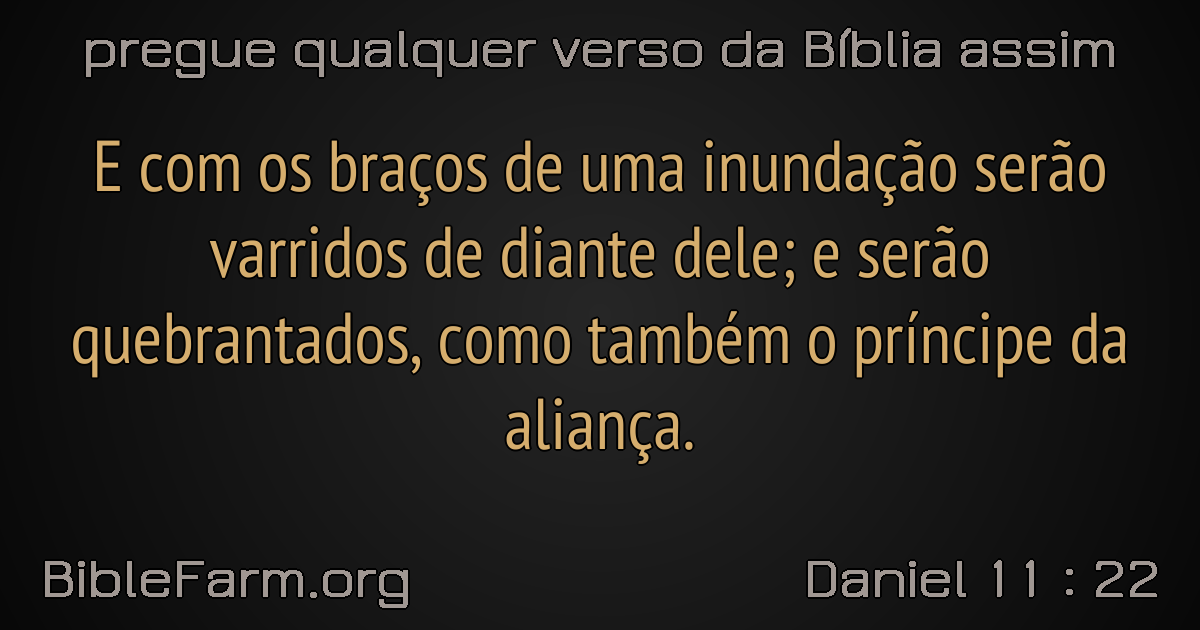 pregue qualquer verso da Bíblia assim
E com os braços de uma inundação serão
varridos de diante dele; e serão
quebrantados, como também o príncipe da
aliança.
BibleFarm.org
Daniel 11 : 22